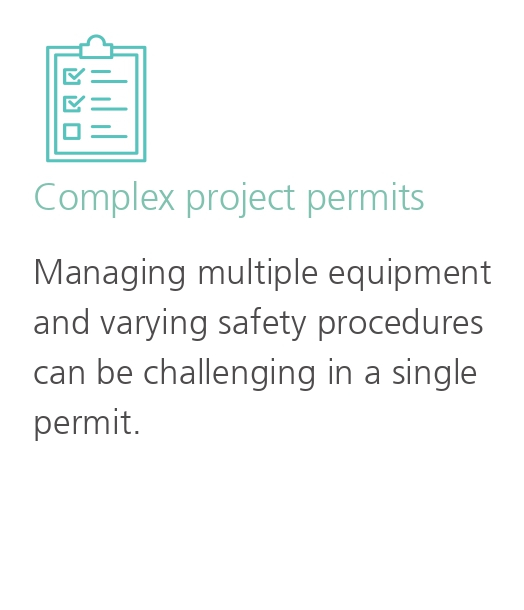 Complex project permits
Managing multiple equipment
and varying safety procedures
can be challenging in a single
permit.